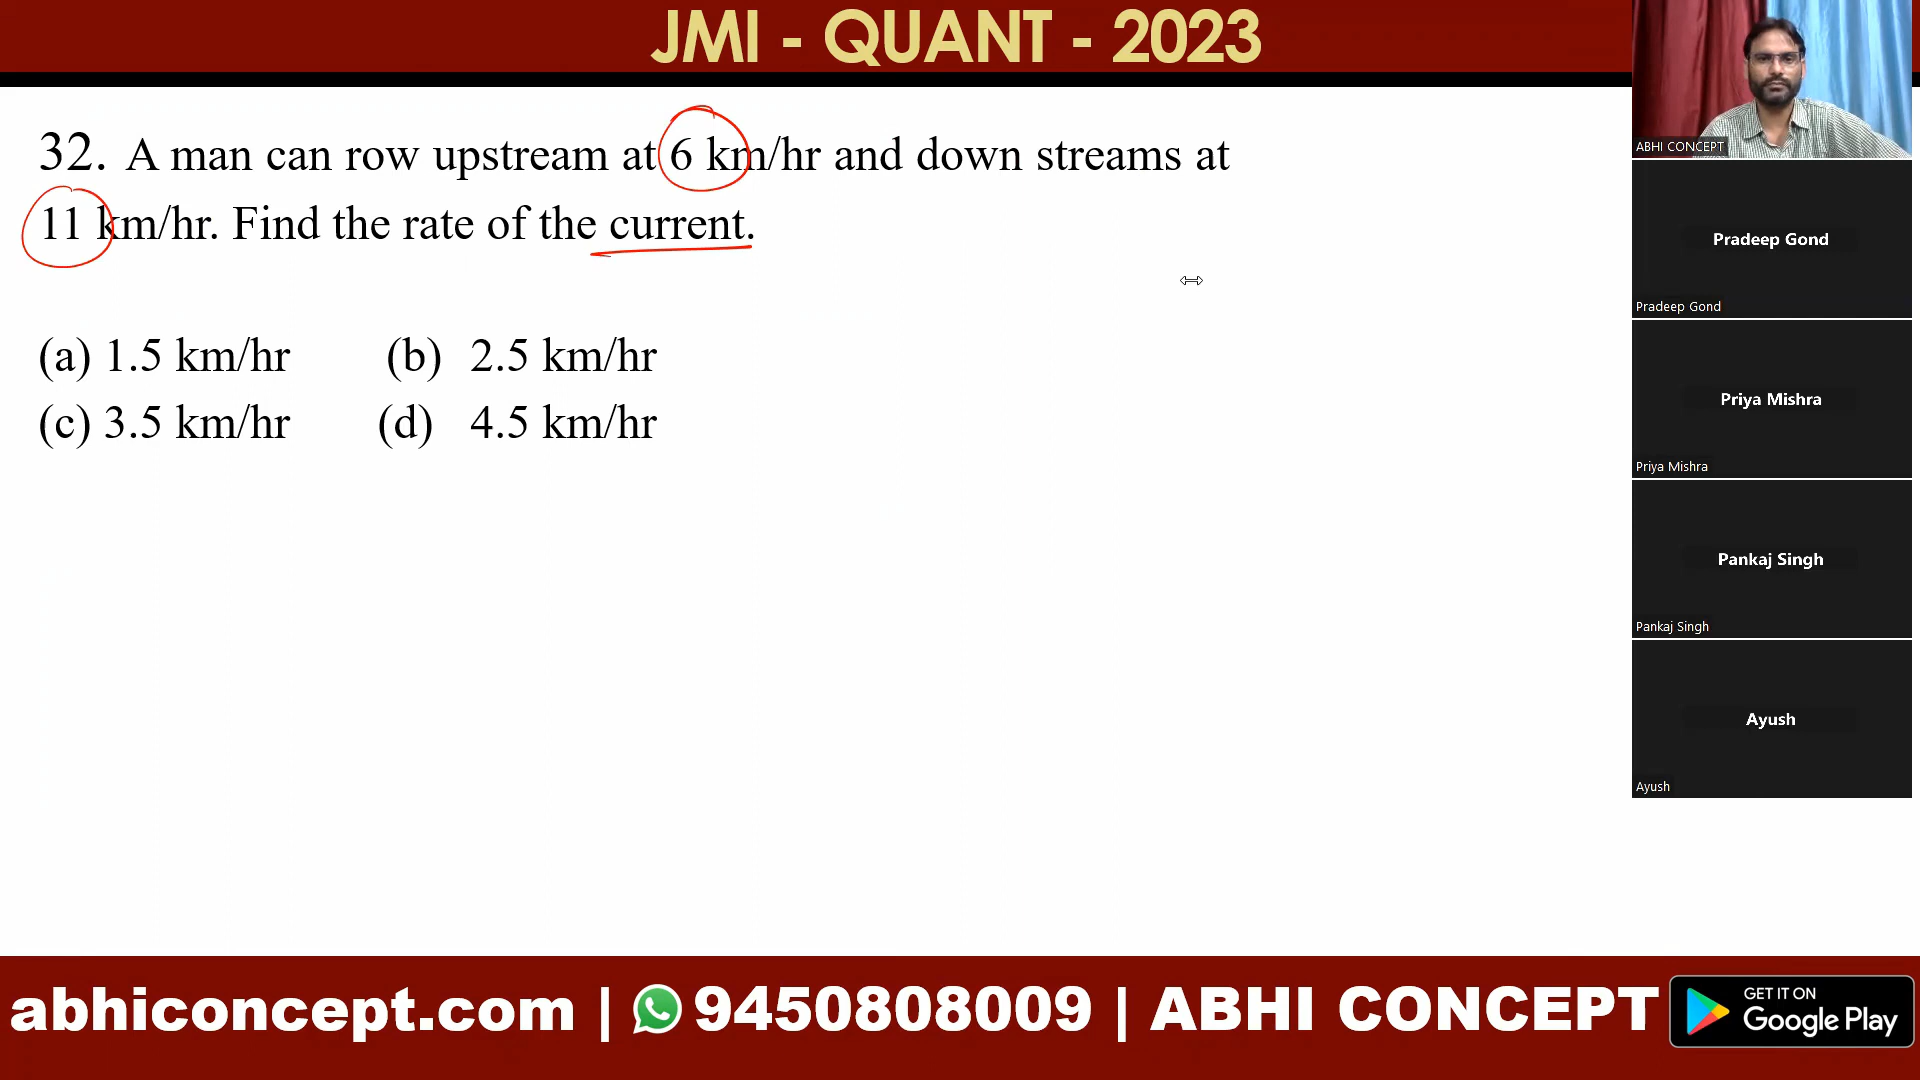 JMI - QUANT - 2023
32. A man can row upstream at 6 km/hr and down streams at
11 km/hr. Find the rate of the current.
(a) 1.5 km/hr (b) 2.5 km/hr
(c) 3.5 km/hr (d) 4.5 km/hr
ABHI CONCEPT
Pradeep Gond
Pradeep Gond
Priya Mishra
Priya Mishra
Pankaj Singh
Pankaj Singh
Ayush
Ayush
abhiconcept.com | 9450808009 | ABHI CONCEPT
GET IT ON
Google Play